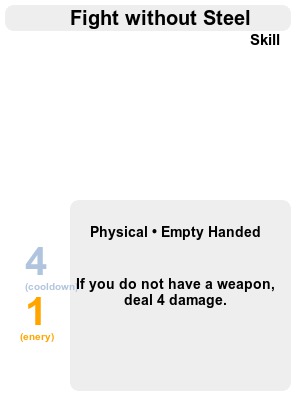 Fight without Steel
Skill
Physical • Empty Handed
4
(cooldown)
If you do not have a weapon,
deal 4 damage.
1
(enery)